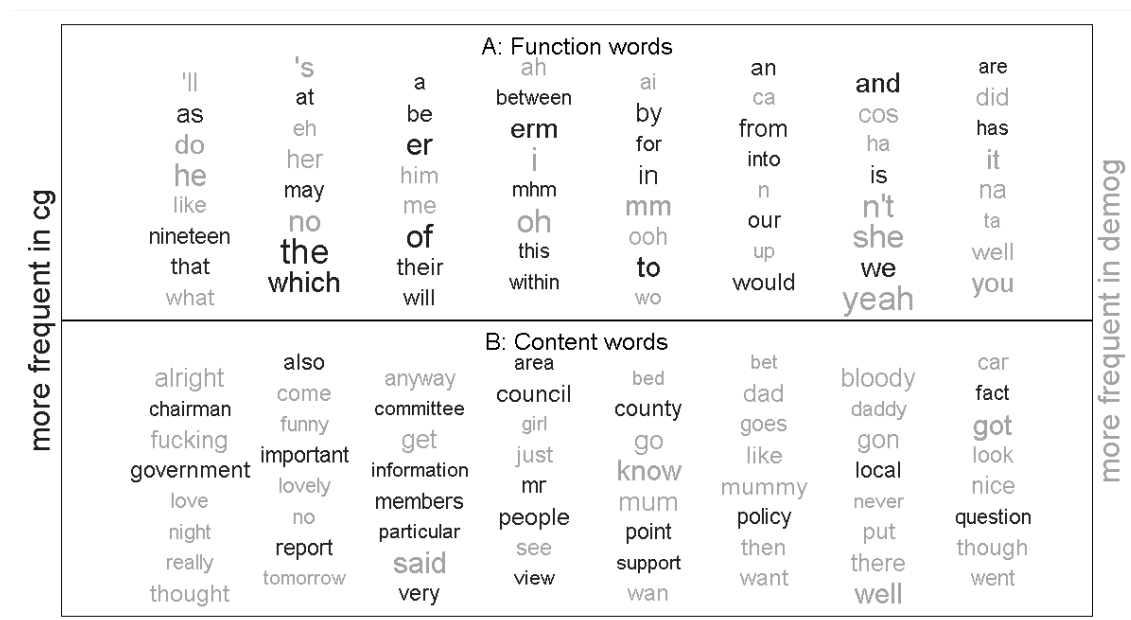 more frequent in cg
A: Function words
'll 's a ah ai an and are
as at be between by ca cos did
do eh er erm for from ha has
he her him i in into is it
like may me mhm mm n n't na
nineteen no of oh ooh our she ta
that the their this to up we well
what which will within wo would yeah you
B: Content words
alright also anyway area bed bet bloody car
chairman come committee council county dad daddy fact
fucking funny get girl go goes gon got
government important information just know like local look
love lovely members mr mum mummy never nice
night no particular people point policy put question
really report said see support then there though
thought tomorrow very view wan want well went
more frequent in demog